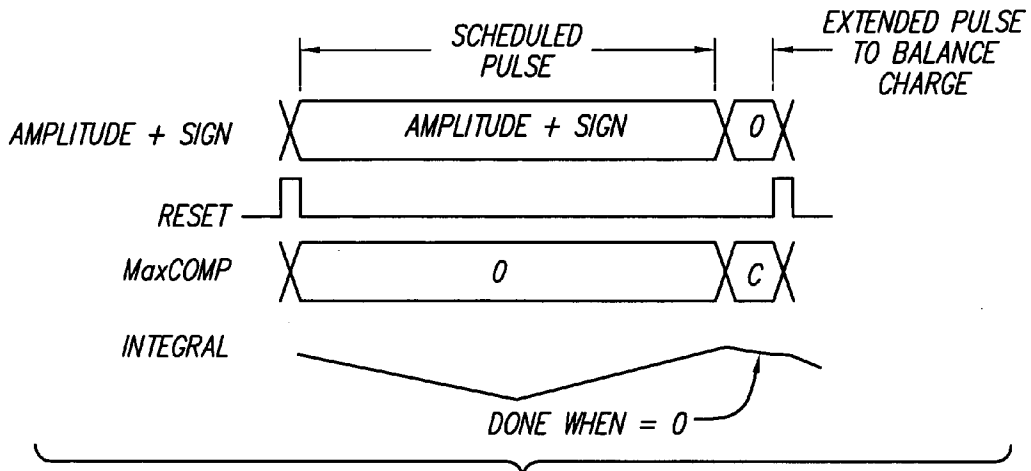 SCHEDULED
PULSE
EXTENDED PULSE
TO BALANCE
CHARGE
AMPLITUDE + SIGN
AMPLITUDE + SIGN
0
RESET
MaxCOMP
0
C
INTEGRAL
DONE WHEN = 0